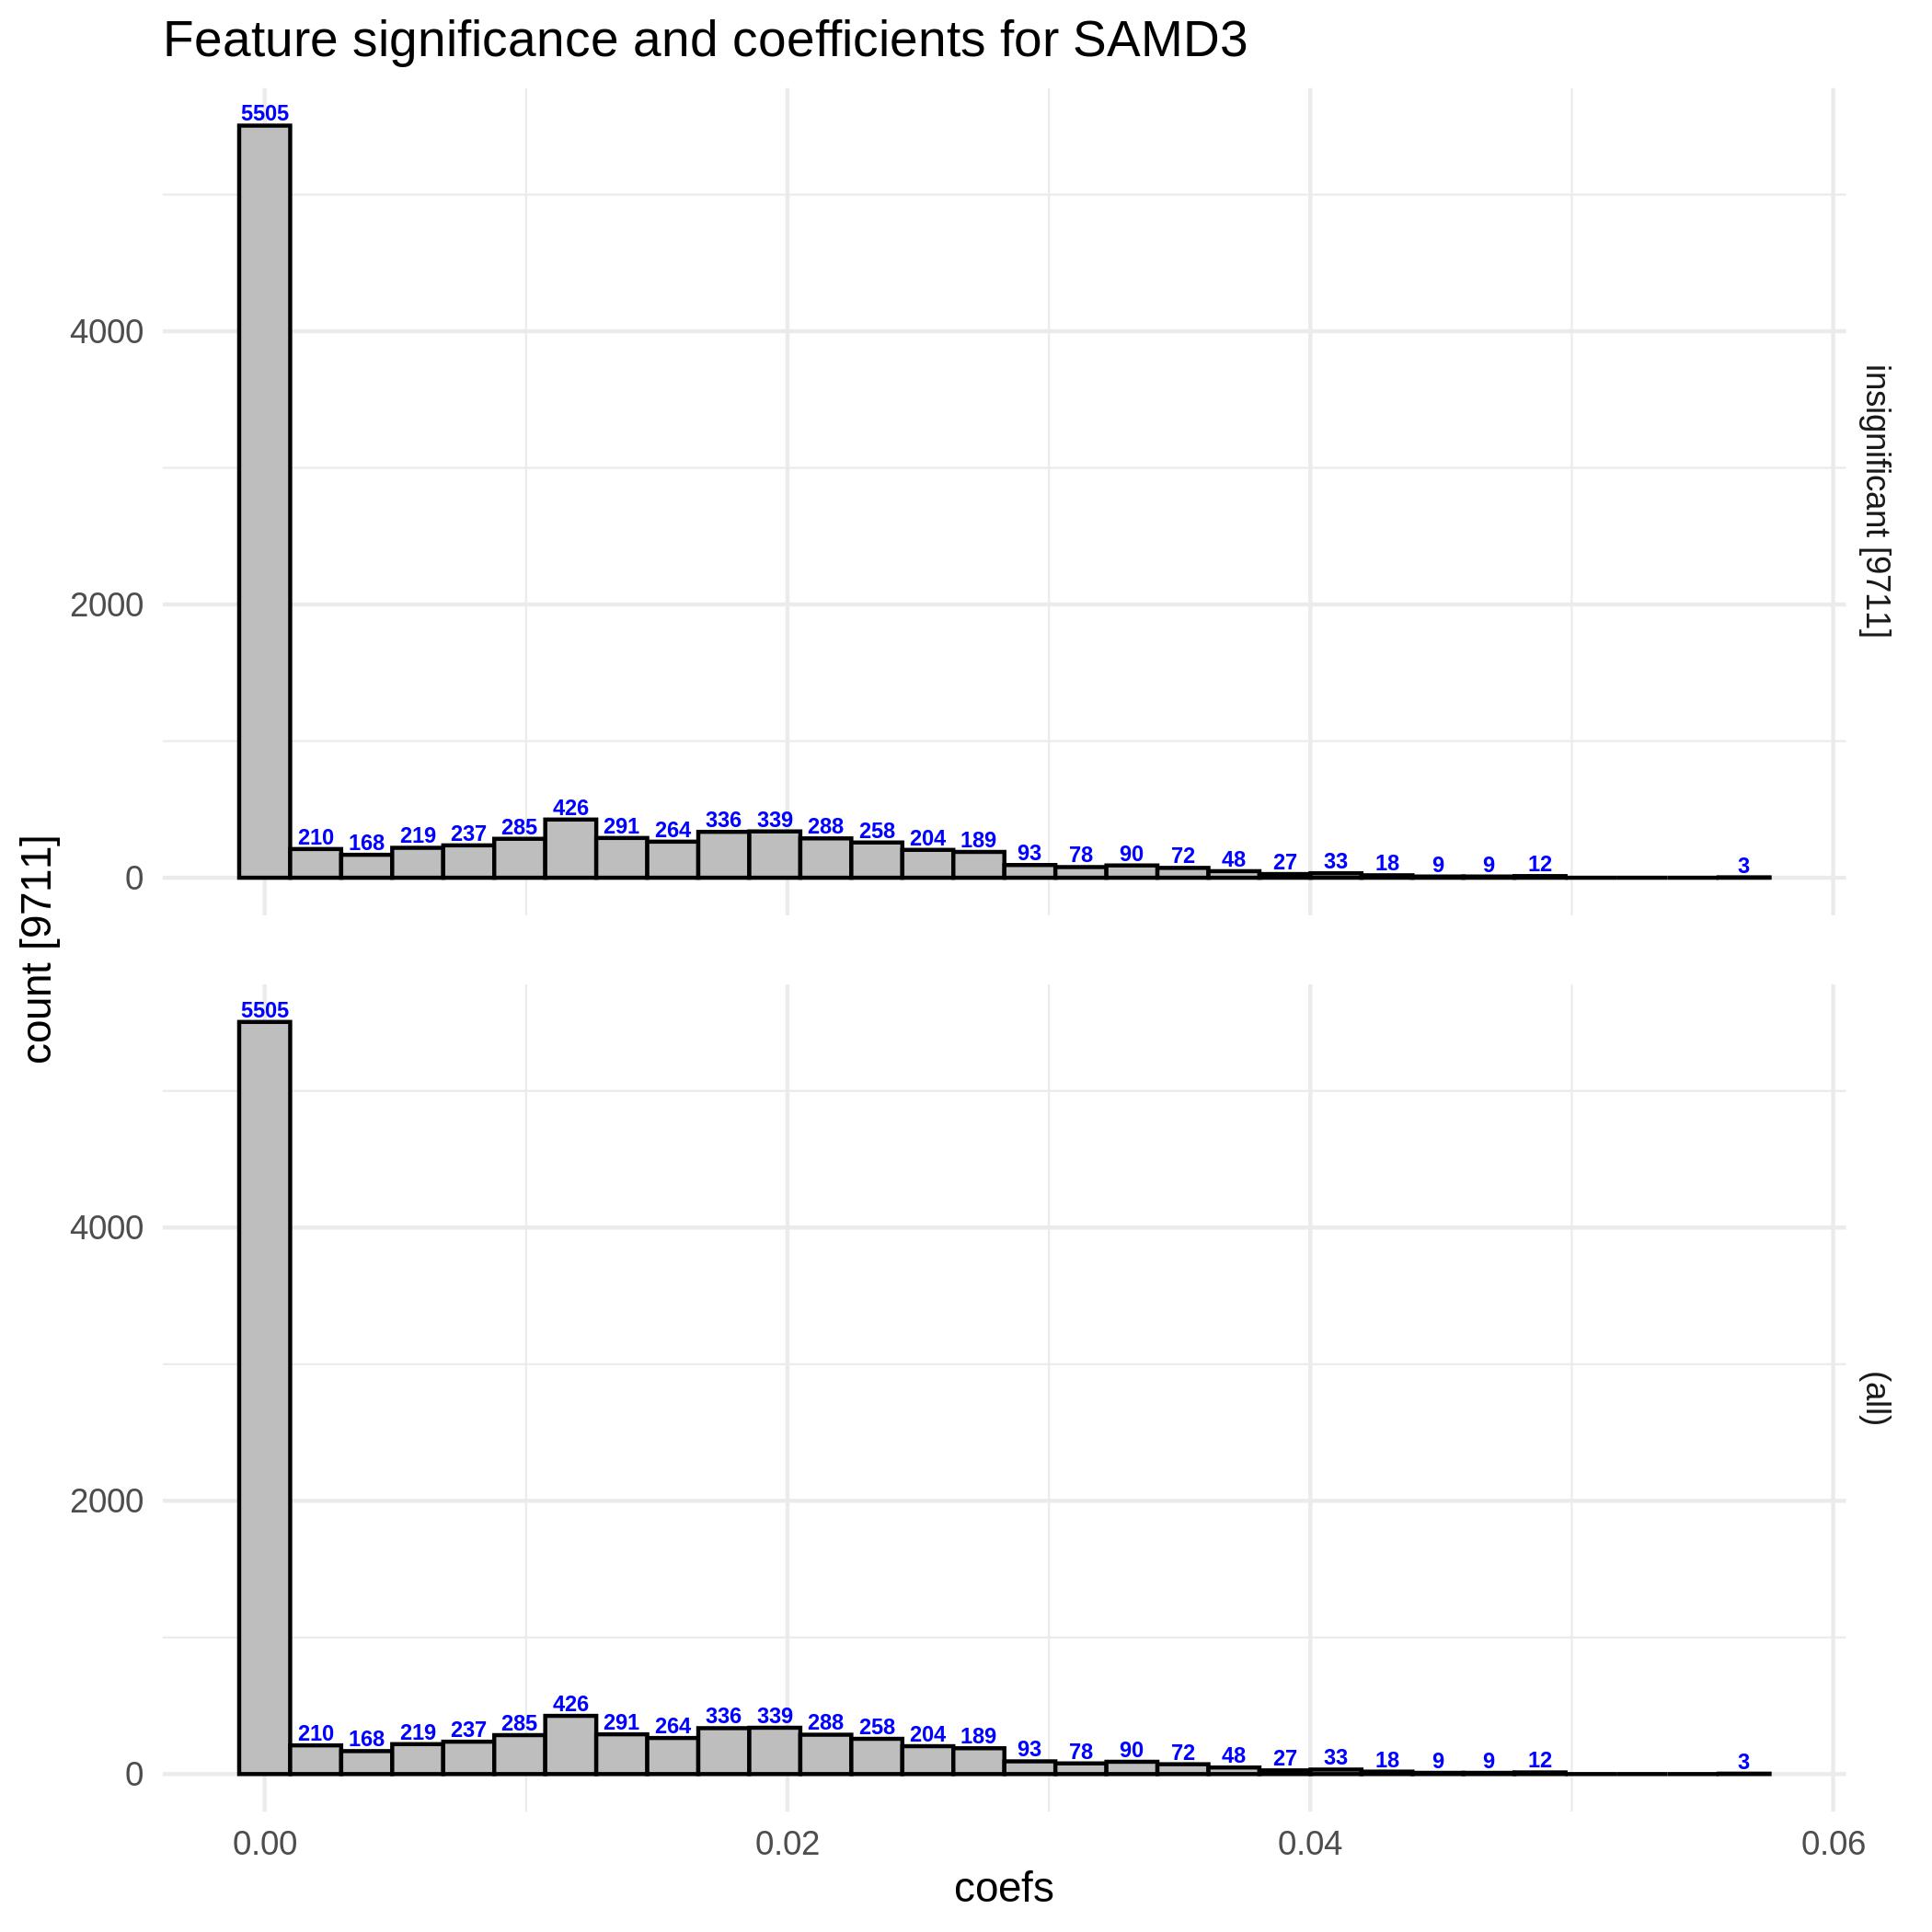 Feature significance and coefficients for SAMD3
count [9711]
5505
4000
2000
0
210 168 219 237 285 426 291 264 336 339 288 258 204 189 93 78 90 72 48 27 33 18 9 9 12 3
insignificant [9711]
5505
4000
2000
0
210 168 219 237 285 426 291 264 336 339 288 258 204 189 93 78 90 72 48 27 33 18 9 9 12 3
(all)
0.00 0.02 0.04 0.06
coefs